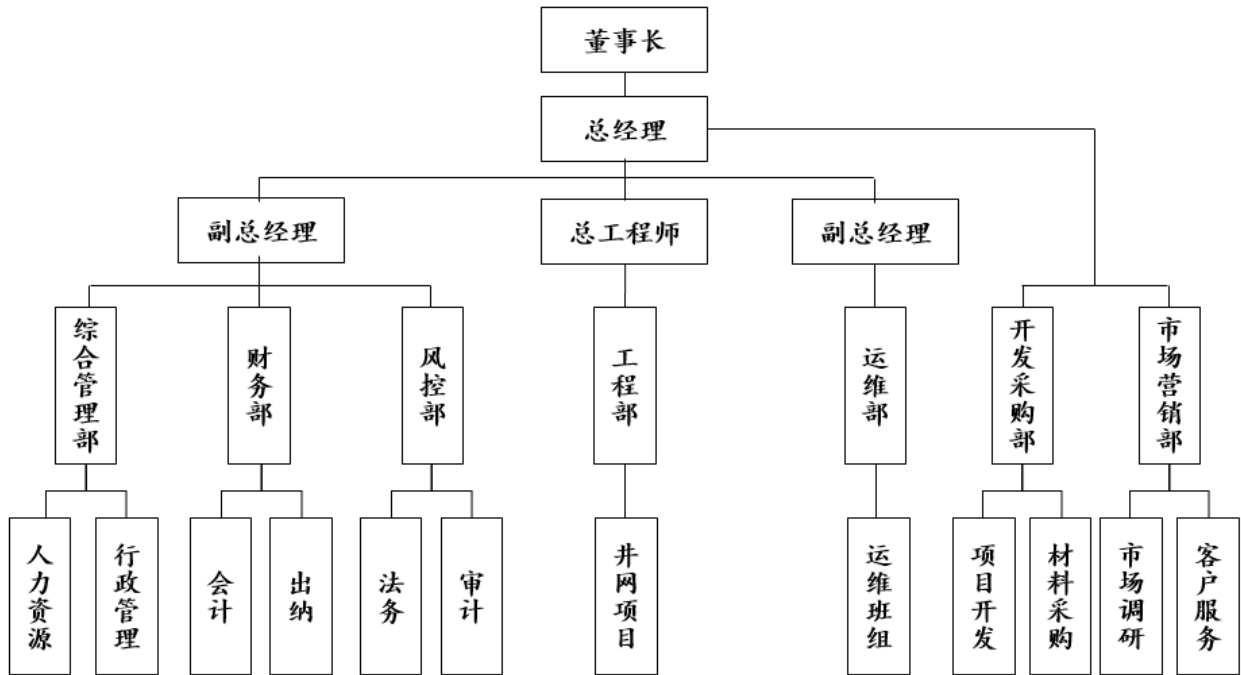 董事长
总经理
副总经理
总工程师
副总经理
综合管理部
财务部
风控部
工程部
运维部
开发采购部
市场营销部
人力资源
行政管理
会计
出纳
法务
审计
井网项目
运维班组
项目开发
材料采购
市场调研
客户服务